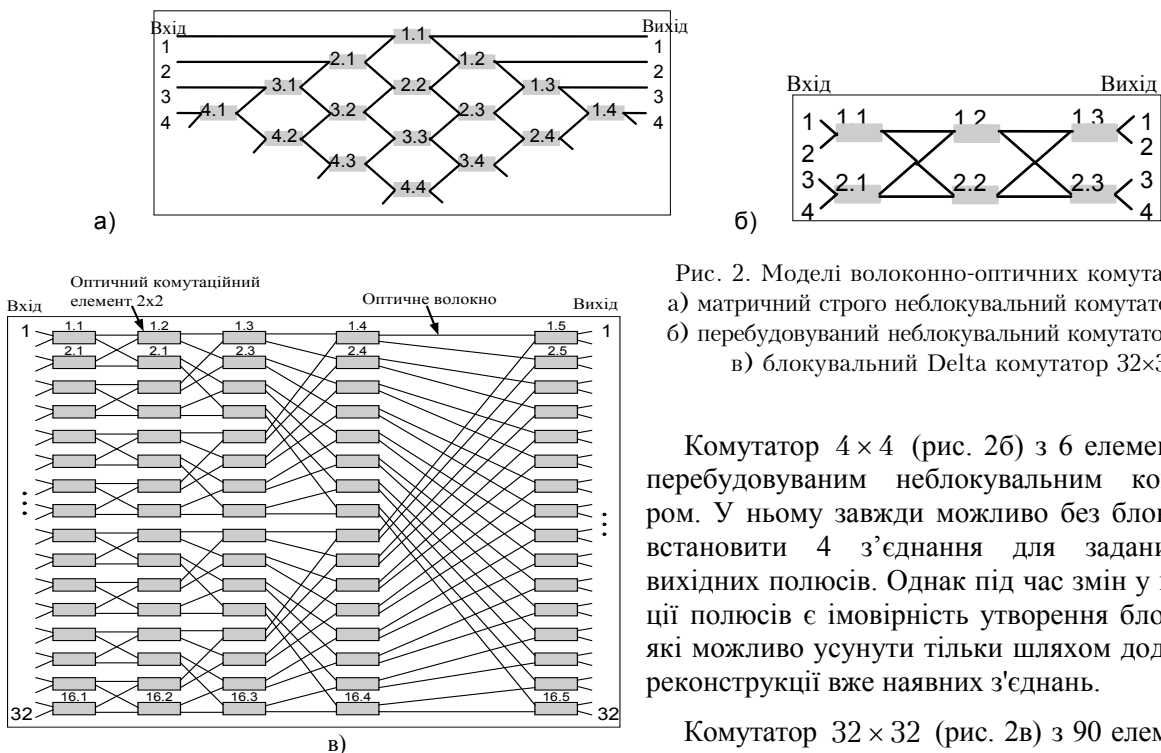 Вхід
Вихід
1.1
1
1
2.1
1.2
2
2
3.1
2.2
1.3
3
3
4.1
3.2
2.3
1.4
4
4
4.2
3.3
2.4
4.3
3.4
4.4
а)
Вхід
Вихід
1
1.1
1.2
1.3
1
2
2
3
2.1
2.2
2.3
3
4
4
б)
Оптичний комутаційний
елемент 2x2
Оптичне волокно
Вхід
Вихід
1
1.1
1.2
1.3
1.4
1.5
1
2.1
2.1
2.3
2.4
2.5
16.1
16.2
16.3
16.4
16.5
32
32
в)
Рис. 2. Моделі волоконно-оптичних комута
а) матричний строго неблокувальний комутат
б) перебудовуваний неблокувальний комутато
в) блокувальний Delta комутатор 32×3
Комутатор 4 × 4 (рис. 2б) з 6 елемен
перебудовуваним неблокувальним ко
ром. У ньому завжди можливо без блок
встановити 4 з’єднання для задани
вихідних полюсів. Однак під час змін у
ції полюсів є імовірність утворення бло
які можливо усунути тільки шляхом дод
реконструкції вже наявних з'єднань.
Комутатор 32 × 32 (рис. 2в) з 90 елем